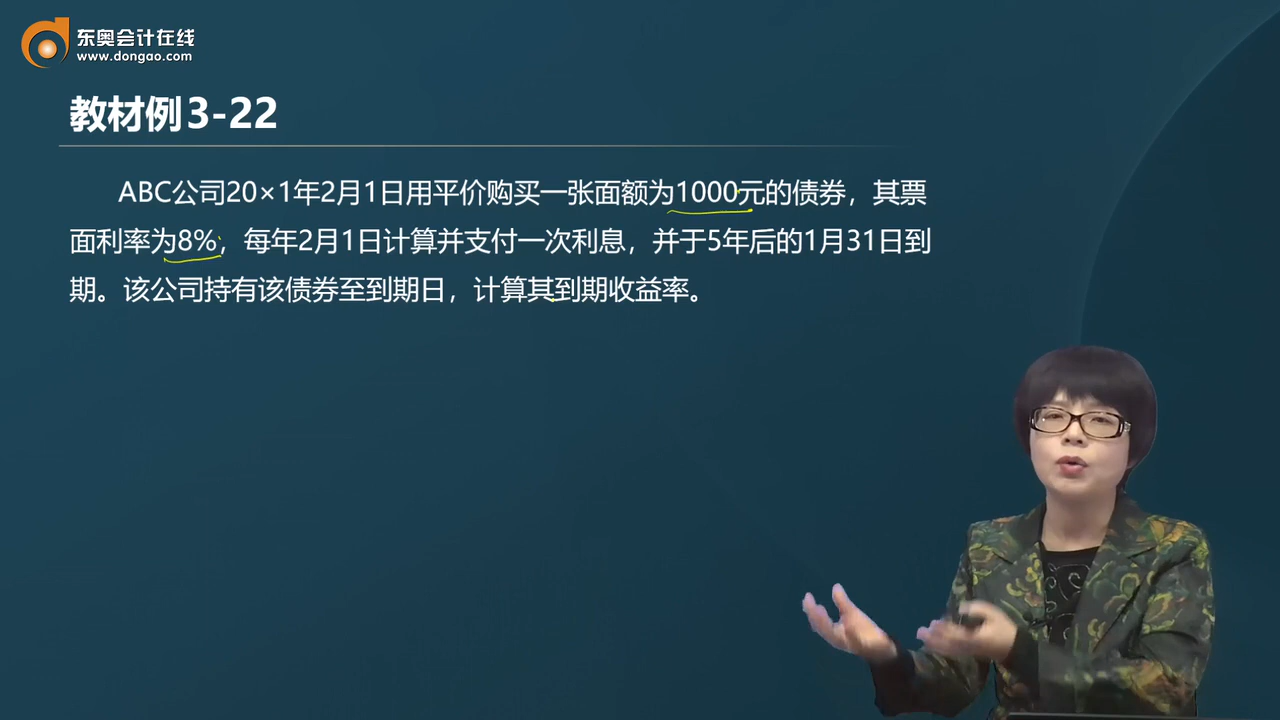 东奥会计在线
www.dongao.com
教材例3-22
ABC公司20×1年2月1日用平价购买一张面额为1000元的债券，其票
面利率为8%，每年2月1日计算并支付一次利息，并于5年后的1月31日到
期。该公司持有该债券至到期日，计算其到期收益率。